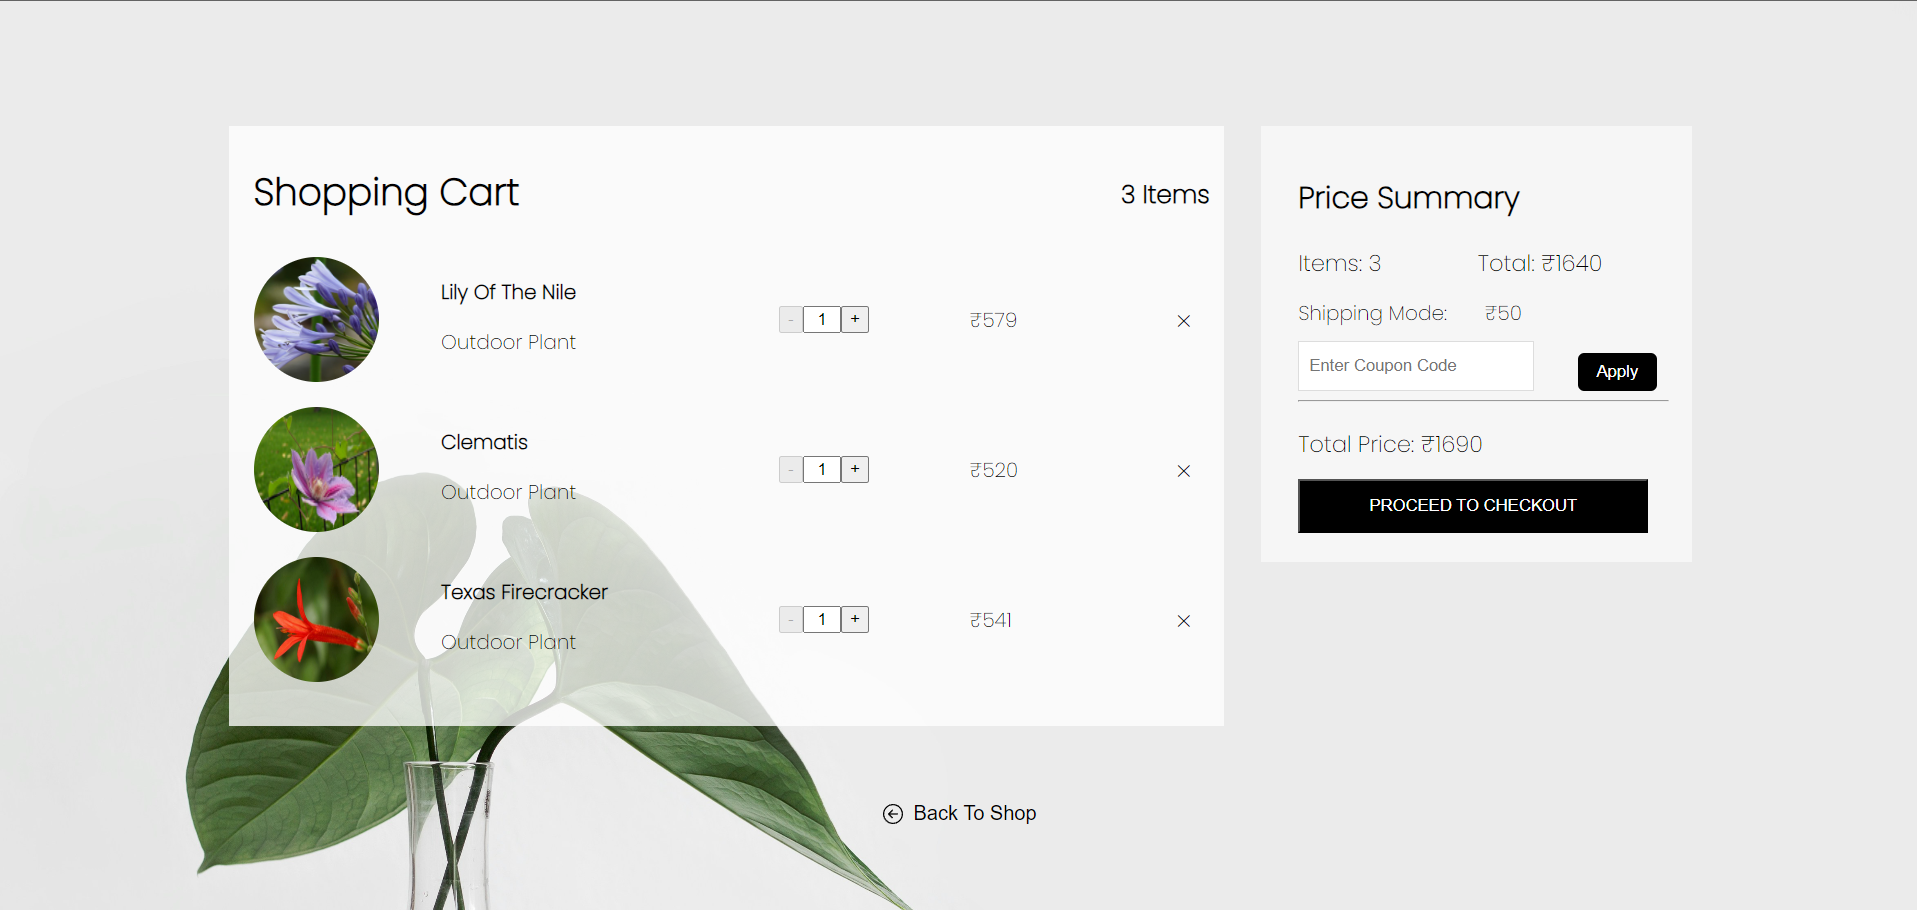 Shopping Cart
3 Items
Lily Of The Nile
Outdoor Plant
- 1 +
₹579
Clematis
Outdoor Plant
- 1 +
₹520
Texas Firecracker
Outdoor Plant
- 1 +
₹541
Price Summary
Items: 3 Total: ₹1640
Shipping Mode: ₹50
Enter Coupon Code
Apply
Total Price: ₹1690
PROCEED TO CHECKOUT
Back To Shop